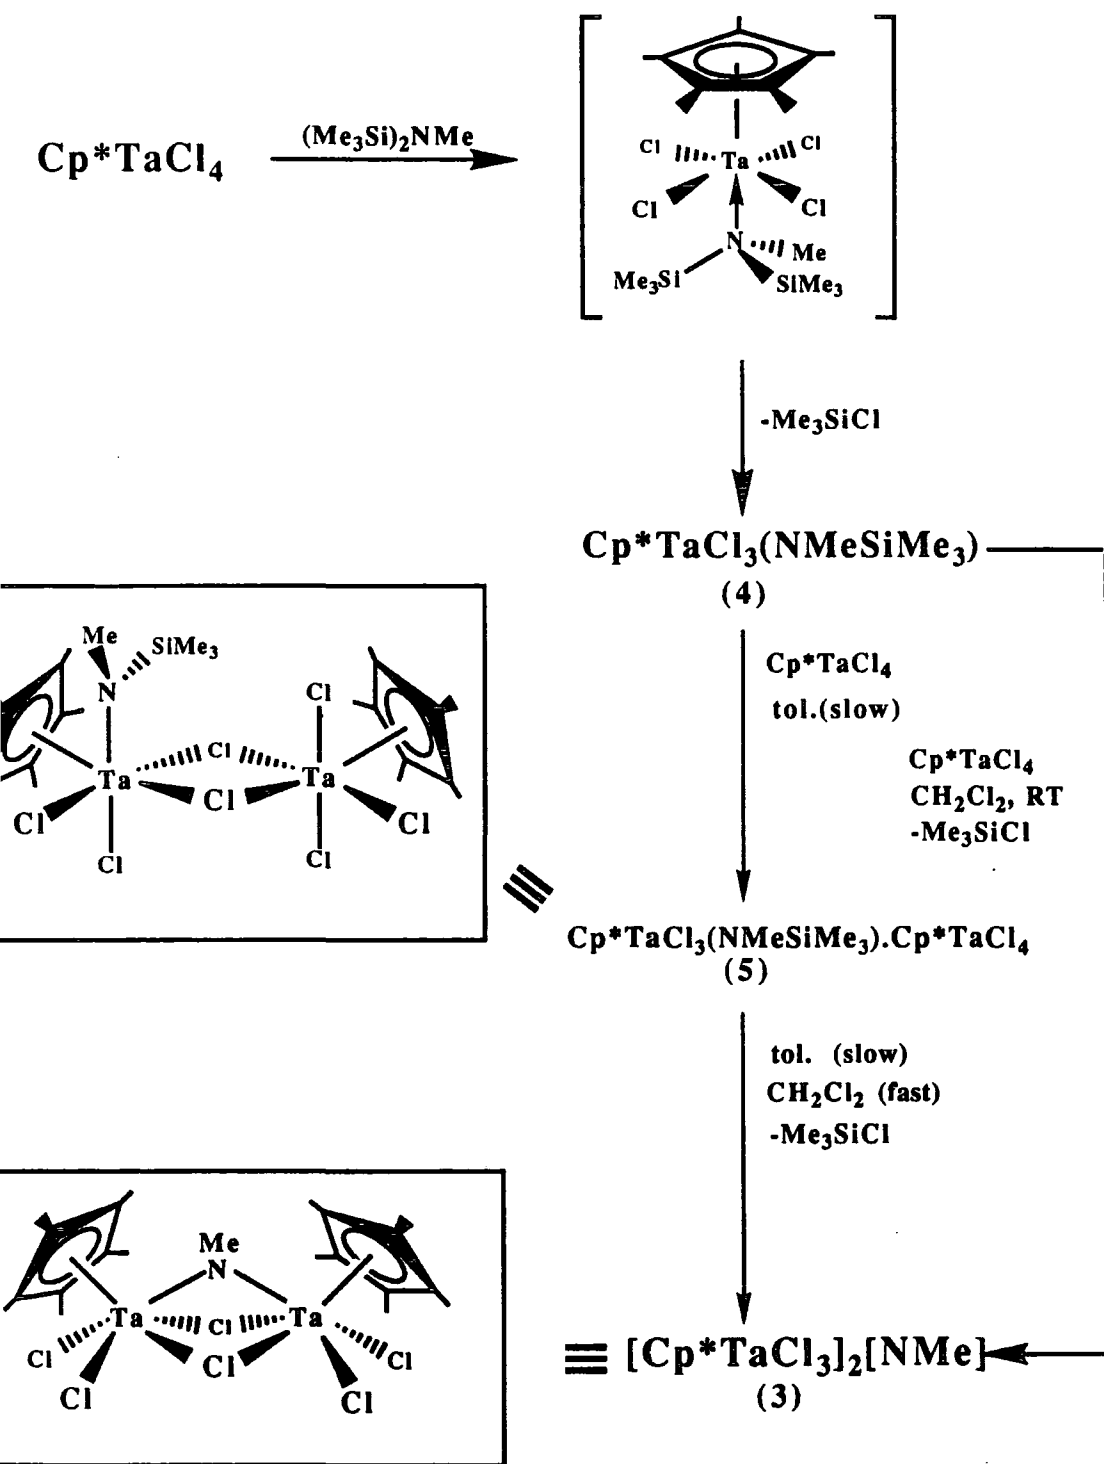 Cp*TaCl₄
(Me₃Si)₂NMe
Cl Cl
Ta
Cl Cl
N Me
Me₃Si SiMe₃
-Me₃SiCl
Cp*TaCl₃(NMeSiMe₃)
(4)
Cp*TaCl₄
tol.(slow)
Cp*TaCl₄
CH₂Cl₂, RT
-Me₃SiCl
Me SiMe₃
N Cl
Cl
Ta Ta
Cl
Cl Cl
Cl Cl
Cp*TaCl₃(NMeSiMe₃).Cp*TaCl₄
(5)
tol. (slow)
CH₂Cl₂ (fast)
-Me₃SiCl
Me
N
Ta Cl Ta
Cl Cl Cl
Cl Cl
≡ [Cp*TaCl₃]₂[NMe]
(3)